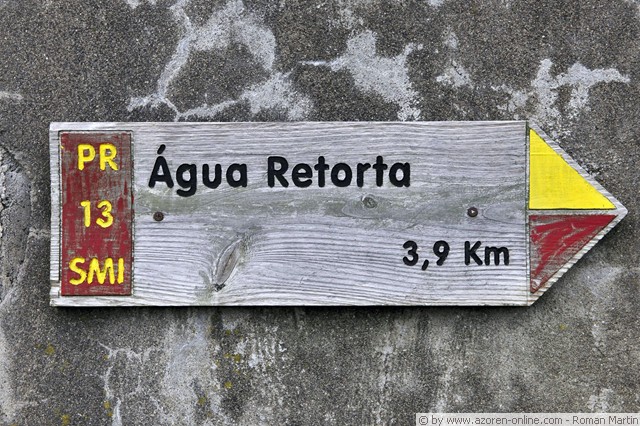 PR
13
SMI
Água Retorta
3,9 Km
© by www.azoren-online.com - Roman Martin